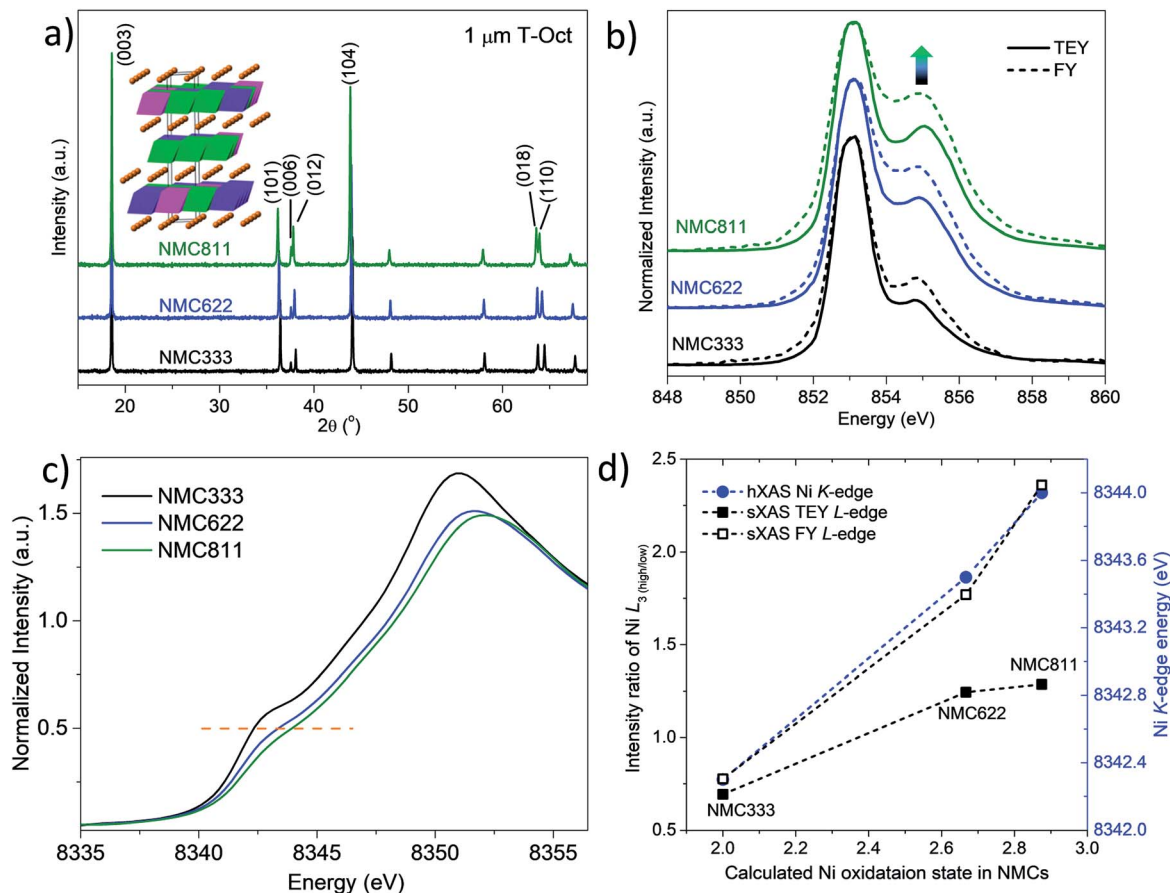 a)
1 μm T-Oct
(003)
(104)
(101)
(006)
(012)
(018)
(110)
NMC811
NMC622
NMC333
Intensity (a.u.)
20 30 40 50 60
2θ (°)
b)
TEY
FY
NMC811
NMC622
NMC333
Normalized Intensity (a.u.)
848 850 852 854 856 858 860
Energy (eV)
c)
NMC333
NMC622
NMC811
Normalized Intensity (a.u.)
1.5
1.0
0.5
8335 8340 8345 8350 8355
Energy (eV)
d)
hXAS Ni K-edge
sXAS TEY L-edge
sXAS FY L-edge
NMC811
NMC622
NMC333
Intensity ratio of Ni L3 (high/low)
2.5
2.0
1.5
1.0
0.5
8344.0
8343.6
8343.2
8342.8
8342.4
8342.0
Ni K-edge energy (eV)
2.0 2.2 2.4 2.6 2.8 3.0
Calculated Ni oxidataion state in NMCs